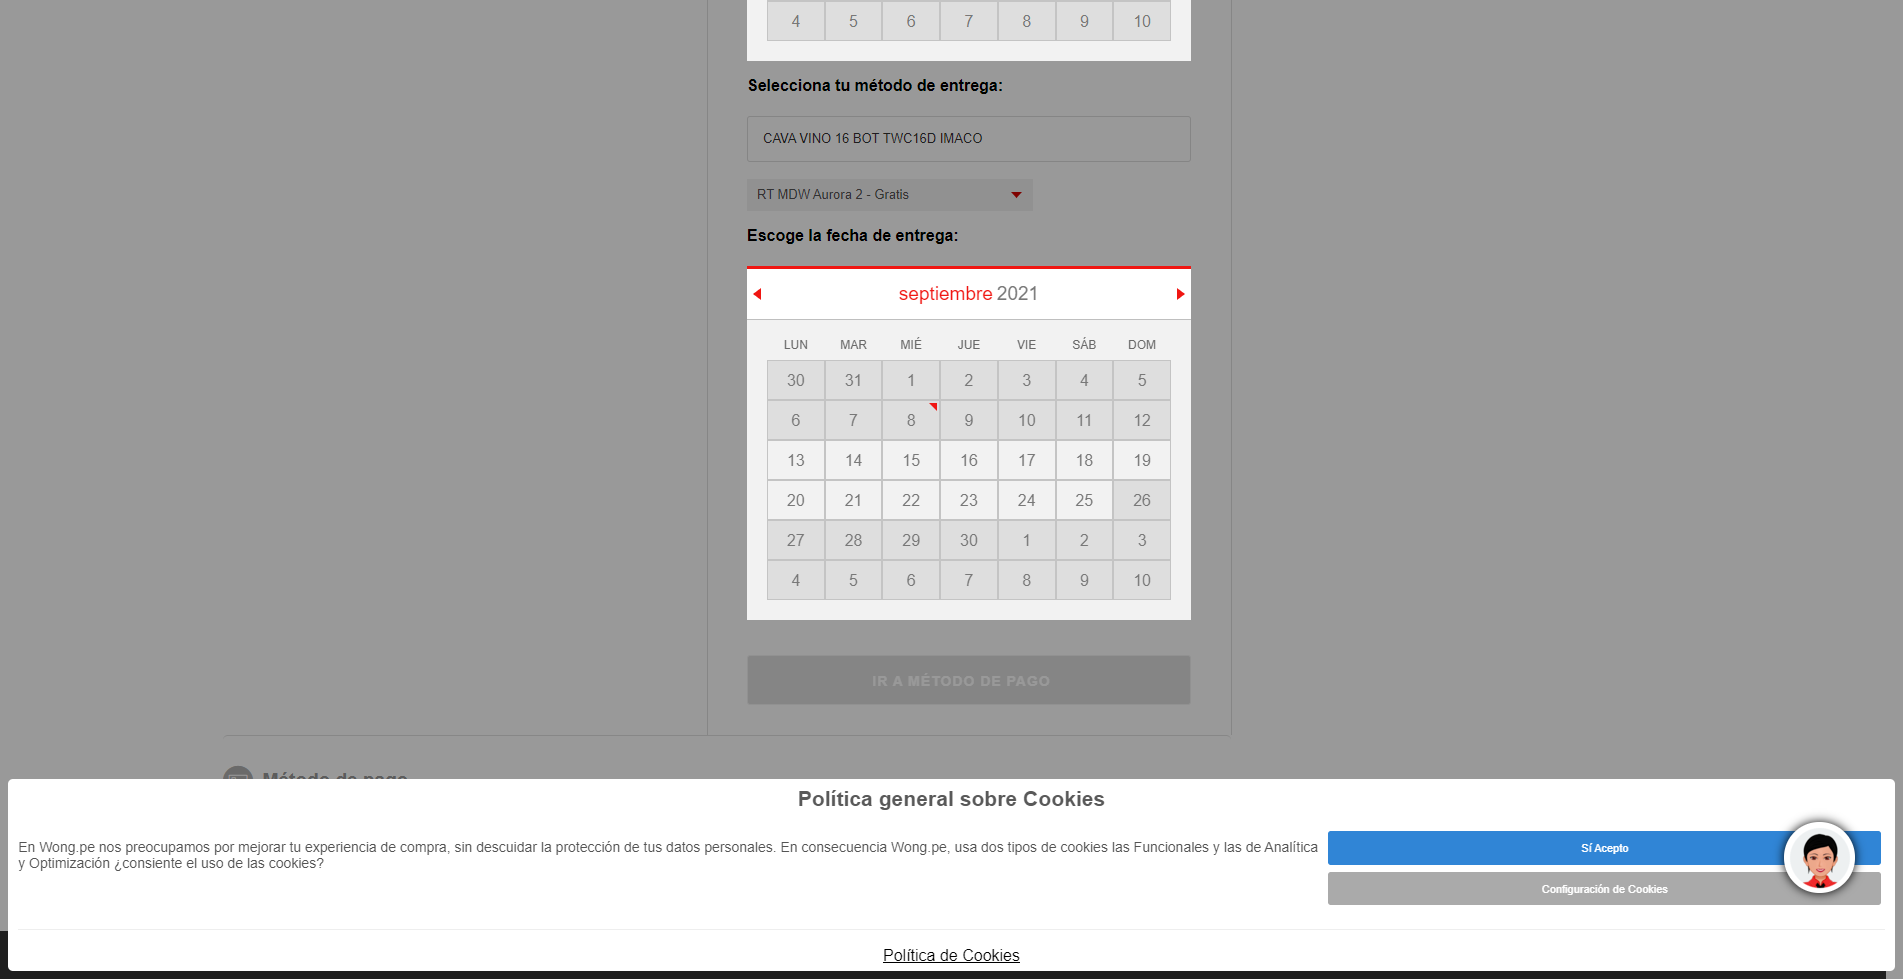 4 5 6 7 8 9 10
Selecciona tu método de entrega:
CAVA VINO 16 BOT TWC16D IMACO
RT MDW Aurora 2 - Gratis
Escoge la fecha de entrega:
septiembre 2021
LUN MAR MIÉ JUE VIE SÁB DOM
30 31 1 2 3 4 5
6 7 8 9 10 11 12
13 14 15 16 17 18 19
20 21 22 23 24 25 26
27 28 29 30 1 2 3
4 5 6 7 8 9 10
IR A MÉTODO DE PAGO
Método de pago
Política general sobre Cookies
En Wong.pe nos preocupamos por mejorar tu experiencia de compra, sin descuidar la protección de tus datos personales. En consecuencia Wong.pe, usa dos tipos de cookies las Funcionales y las de Analítica
y Optimización ¿consiente el uso de las cookies?
Sí Acepto
Configuración de Cookies
Política de Cookies